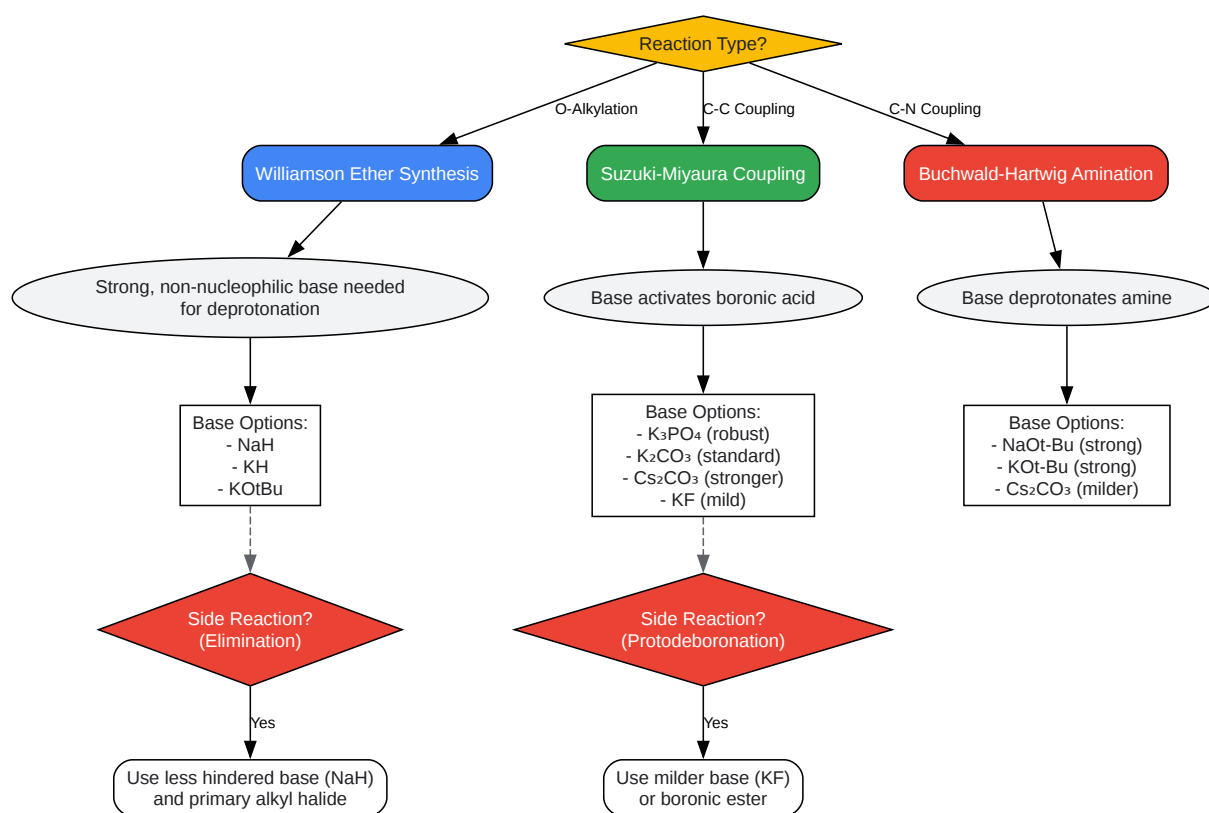 Reaction Type?
O-Alkylation
C-C Coupling
C-N Coupling
Williamson Ether Synthesis
Suzuki-Miyaura Coupling
Buchwald-Hartwig Amination
Strong, non-nucleophilic base needed
for deprotonation
Base activates boronic acid
Base deprotonates amine
Base Options:
- NaH
- KH
- KOtBu
Base Options:
- K₃PO₄ (robust)
- K₂CO₃ (standard)
- Cs₂CO₃ (stronger)
- KF (mild)
Base Options:
- NaOt-Bu (strong)
- KOt-Bu (strong)
- Cs₂CO₃ (milder)
Side Reaction?
(Elimination)
Side Reaction?
(Protodeboronation)
Yes
Yes
Use less hindered base (NaH)
and primary alkyl halide
Use milder base (KF)
or boronic ester